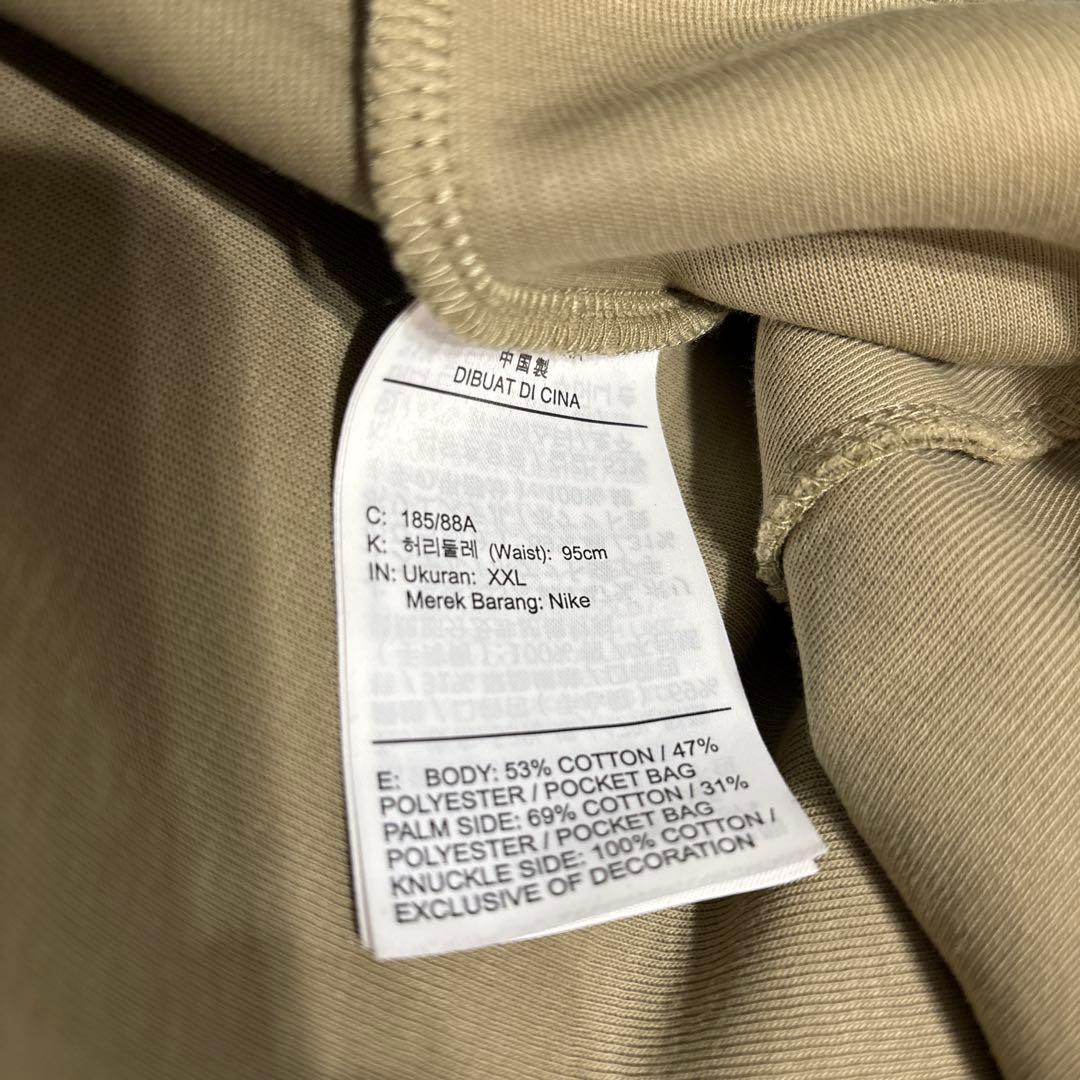 中国製
DIBUAT DI CINA
C: 185/88A
K: 허리둘레 (Waist): 95cm
IN: Ukuran: XXL
Merek Barang: Nike
E: BODY: 53% COTTON / 47%
POLYESTER / POCKET BAG
PALM SIDE: 69% COTTON / 31%
POLYESTER / POCKET BAG
KNUCKLE SIDE: 100% COTTON /
EXCLUSIVE OF DECORATION